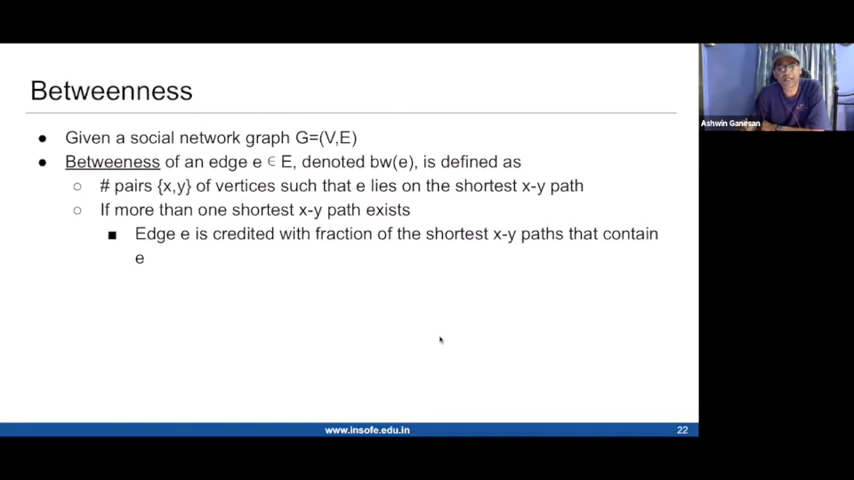 Betweenness
● Given a social network graph G=(V,E)
● Betweeness of an edge e ∈ E, denoted bw(e), is defined as
○ # pairs {x,y} of vertices such that e lies on the shortest x-y path
○ If more than one shortest x-y path exists
■ Edge e is credited with fraction of the shortest x-y paths that contain
e
www.insofe.edu.in
22
Ashwin Ganesan